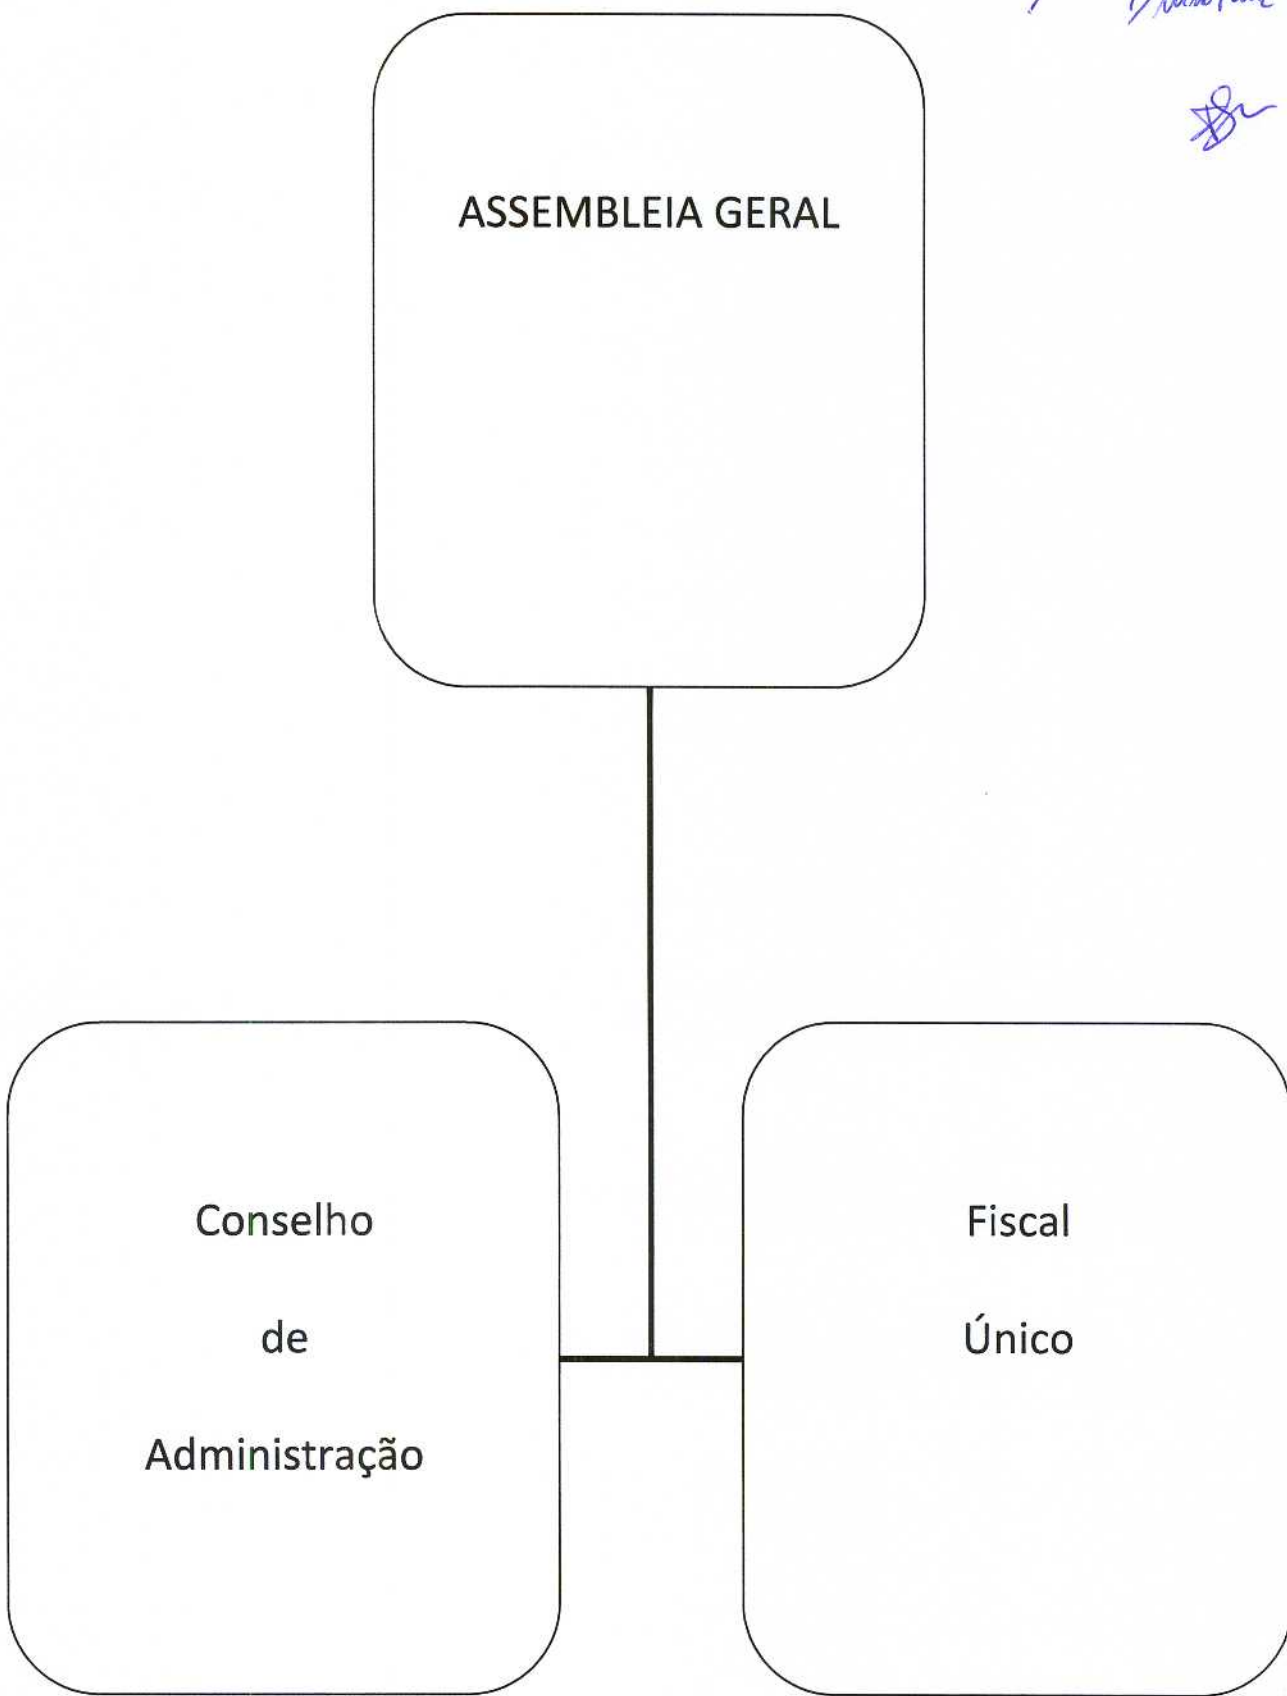 ASSEMBLEIA GERAL
Conselho
de
Administração
Fiscal
Único